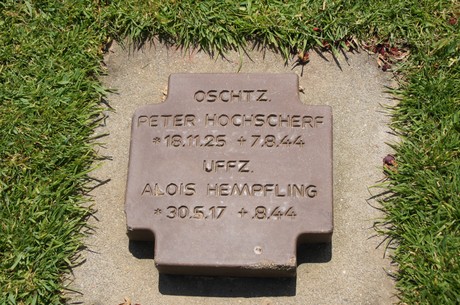 OSCHTZ.
PETER HOCHSCHERF
*18.11.25 +7.8.44
UFFZ.
ALOIS HEMPFLING
*30.5.17 +.8.44